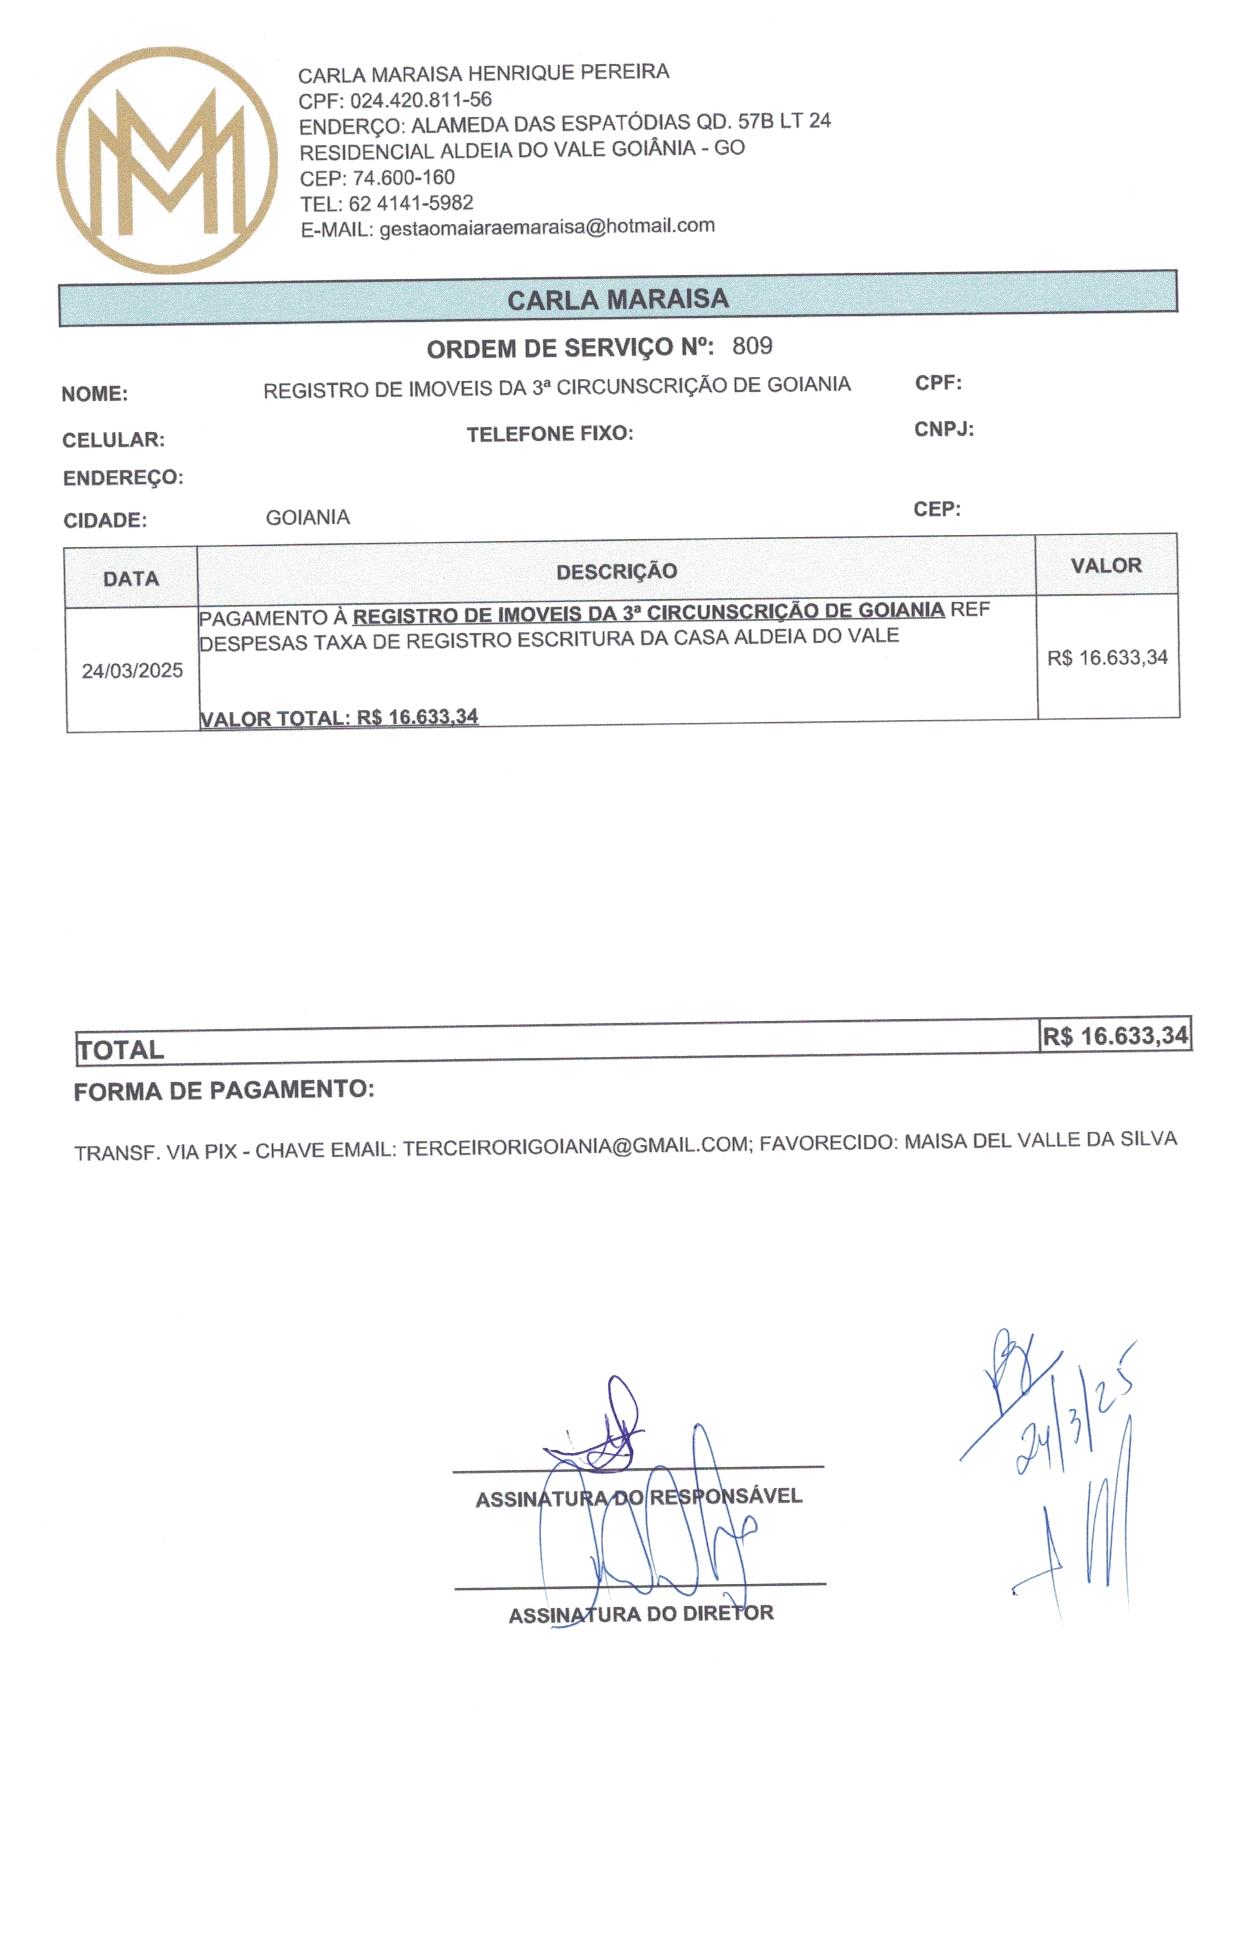 CARLA MARAISA HENRIQUE PEREIRA
CPF: 024.420.811-56
ENDERÇO: ALAMEDA DAS ESPATÓDIAS QD. 57B LT 24
RESIDENCIAL ALDEIA DO VALE GOIÂNIA - GO
CEP: 74.600-160
TEL: 62 4141-5982
E-MAIL: gestaomaiaraemaraisa@hotmail.com
CARLA MARAISA
ORDEM DE SERVIÇO Nº: 809
NOME: REGISTRO DE IMOVEIS DA 3ª CIRCUNSCRIÇÃO DE GOIANIA CPF:
CELULAR: TELEFONE FIXO: CNPJ:
ENDEREÇO:
CIDADE: GOIANIA CEP:
DATA DESCRIÇÃO VALOR
PAGAMENTO À REGISTRO DE IMOVEIS DA 3ª CIRCUNSCRIÇÃO DE GOIANIA REF
DESPESAS TAXA DE REGISTRO ESCRITURA DA CASA ALDEIA DO VALE
24/03/2025 R$ 16.633,34
VALOR TOTAL: R$ 16.633,34
TOTAL R$ 16.633,34
FORMA DE PAGAMENTO:
TRANSF. VIA PIX - CHAVE EMAIL: TERCEIRORIGOIANIA@GMAIL.COM; FAVORECIDO: MAISA DEL VALLE DA SILVA
24/3/25
ASSINATURA DO RESPONSÁVEL
ASSINATURA DO DIRETOR